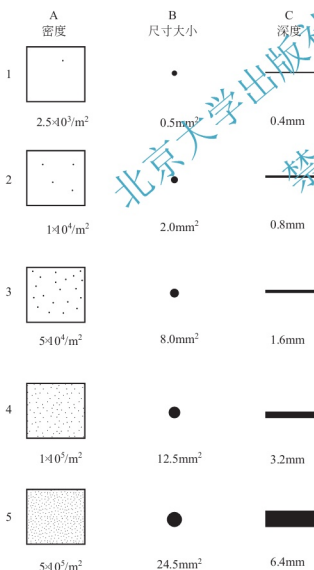 A B C
密度 尺寸大小 深度
1
2.5×10³/m² 0.5mm² 0.4mm
2
1×10⁴/m² 2.0mm² 0.8mm
3
5×10⁴/m² 8.0mm² 1.6mm
4
1×10⁵/m² 12.5mm² 3.2mm
5
5×10⁵/m² 24.5mm² 6.4mm
北京大学出版社
禁